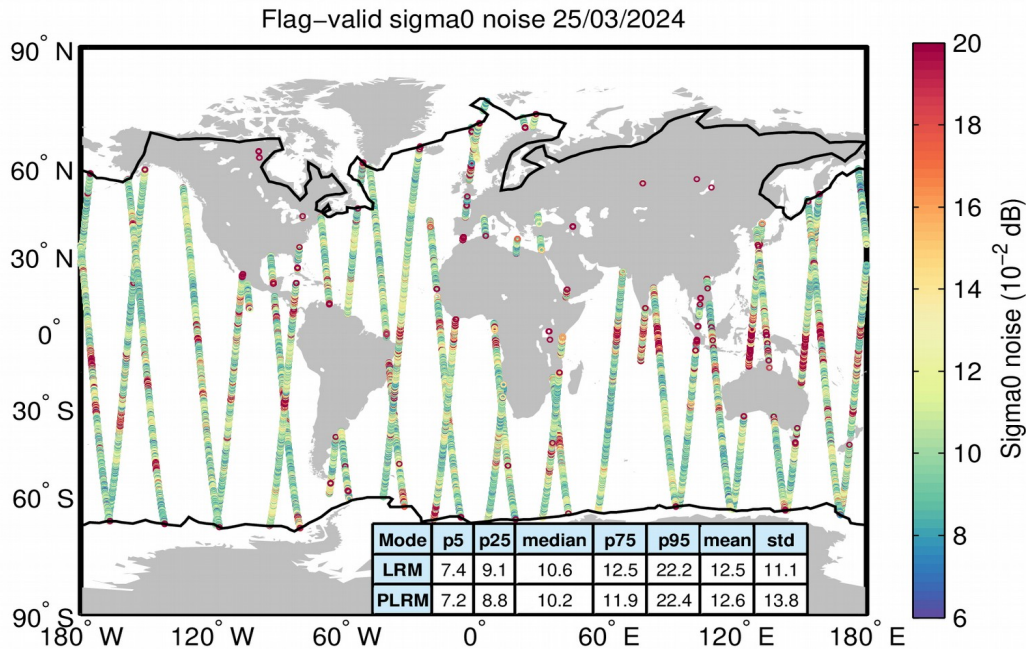 Flag−valid sigma0 noise 25/03/2024
90° N
60° N
30° N
0°
30° S
60° S
90° S
180° W
120° W
60° W
0°
60° E
120° E
180° E
Mode p5 p25 median p75 p95 mean std
LRM 7.4 9.1 10.6 12.5 22.2 12.5 11.1
PLRM 7.2 8.8 10.2 11.9 22.4 12.6 13.8
20
18
16
14
12
10
8
6
Sigma0 noise (10⁻² dB)